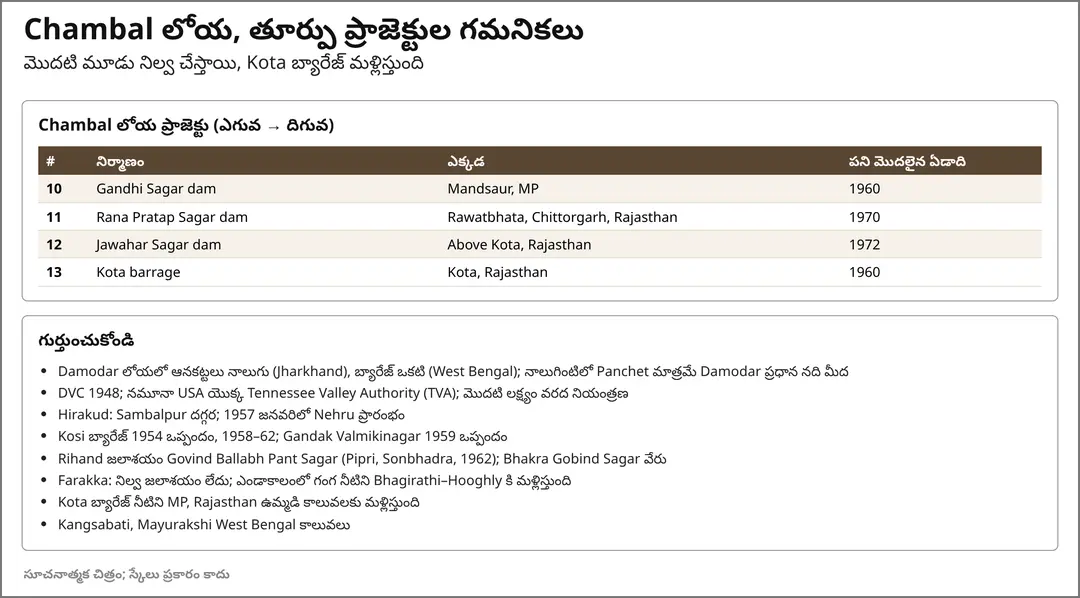 Chambal లోయ, తూర్పు ప్రాజెక్టుల గమనికలు
మొదటి మూడు నిల్వ చేస్తాయి, Kota బ్యారేజ్ మళ్లిస్తుంది
Chambal లోయ ప్రాజెక్టు (ఎగువ → దిగువ)
# నిర్మాణం ఎక్కడ పని మొదలైన ఏడాది
10 Gandhi Sagar dam Mandsaur, MP 1960
11 Rana Pratap Sagar dam Rawatbhata, Chittorgarh, Rajasthan 1970
12 Jawahar Sagar dam Above Kota, Rajasthan 1972
13 Kota barrage Kota, Rajasthan 1960
గుర్తుంచుకోండి
• Damodar లోయలో ఆనకట్టలు నాలుగు (Jharkhand), బ్యారేజ్ ఒకటి (West Bengal); నాలుగింటిలో Panchet మాత్రమే Damodar ప్రధాన నది మీద
• DVC 1948; నమూనా USA యొక్క Tennessee Valley Authority (TVA); మొదటి లక్ష్యం వరద నియంత్రణ
• Hirakud: Sambalpur దగ్గర; 1957 జనవరిలో Nehru ప్రారంభం
• Kosi బ్యారేజ్ 1954 ఒప్పందం, 1958–62; Gandak Valmikinagar 1959 ఒప్పందం
• Rihand జలాశయం Govind Ballabh Pant Sagar (Pipri, Sonbhadra, 1962); Bhakra Gobind Sagar వేరు
• Farakka: నిల్వ జలాశయం లేదు; ఎండాకాలంలో గంగ నీటిని Bhagirathi–Hooghly కి మళ్లిస్తుంది
• Kota బ్యారేజ్ నీటిని MP, Rajasthan ఉమ్మడి కాలువలకు మళ్లిస్తుంది
• Kangsabati, Mayurakshi West Bengal కాలువలు
సూచనాత్మక చిత్రం; స్కేలు ప్రకారం కాదు